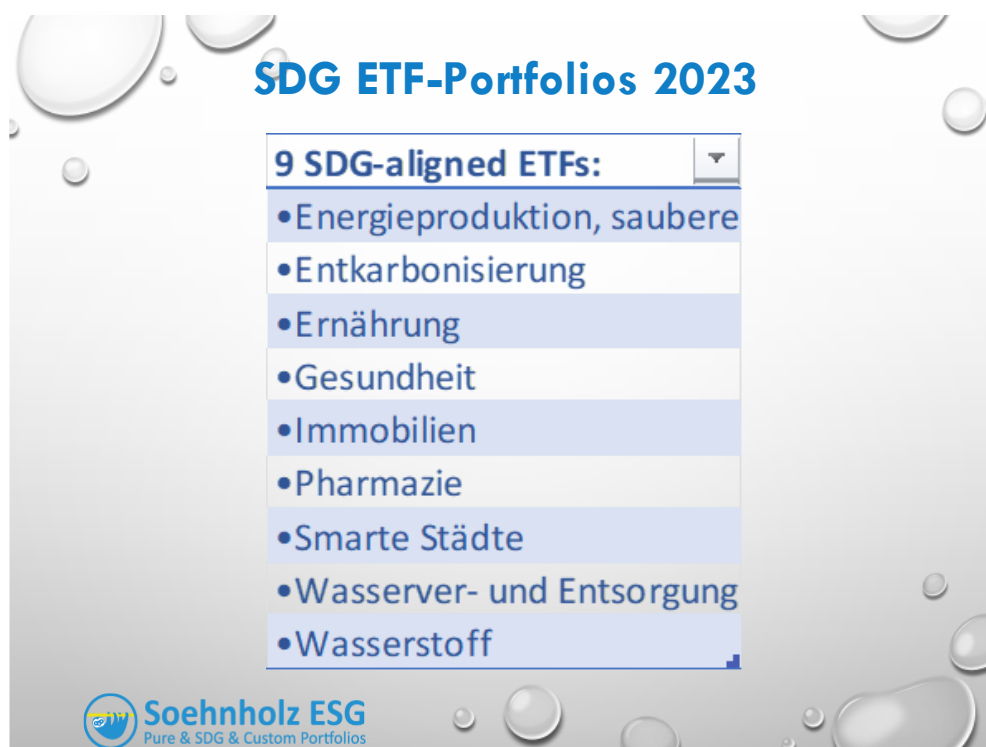 SDG ETF-Portfolios 2023
9 SDG-aligned ETFs:
•Energieproduktion, saubere
•Entkarbonisierung
•Ernährung
•Gesundheit
•Immobilien
•Pharmazie
•Smarte Städte
•Wasserver- und Entsorgung
•Wasserstoff
Soehnholz ESG
Pure & SDG & Custom Portfolios